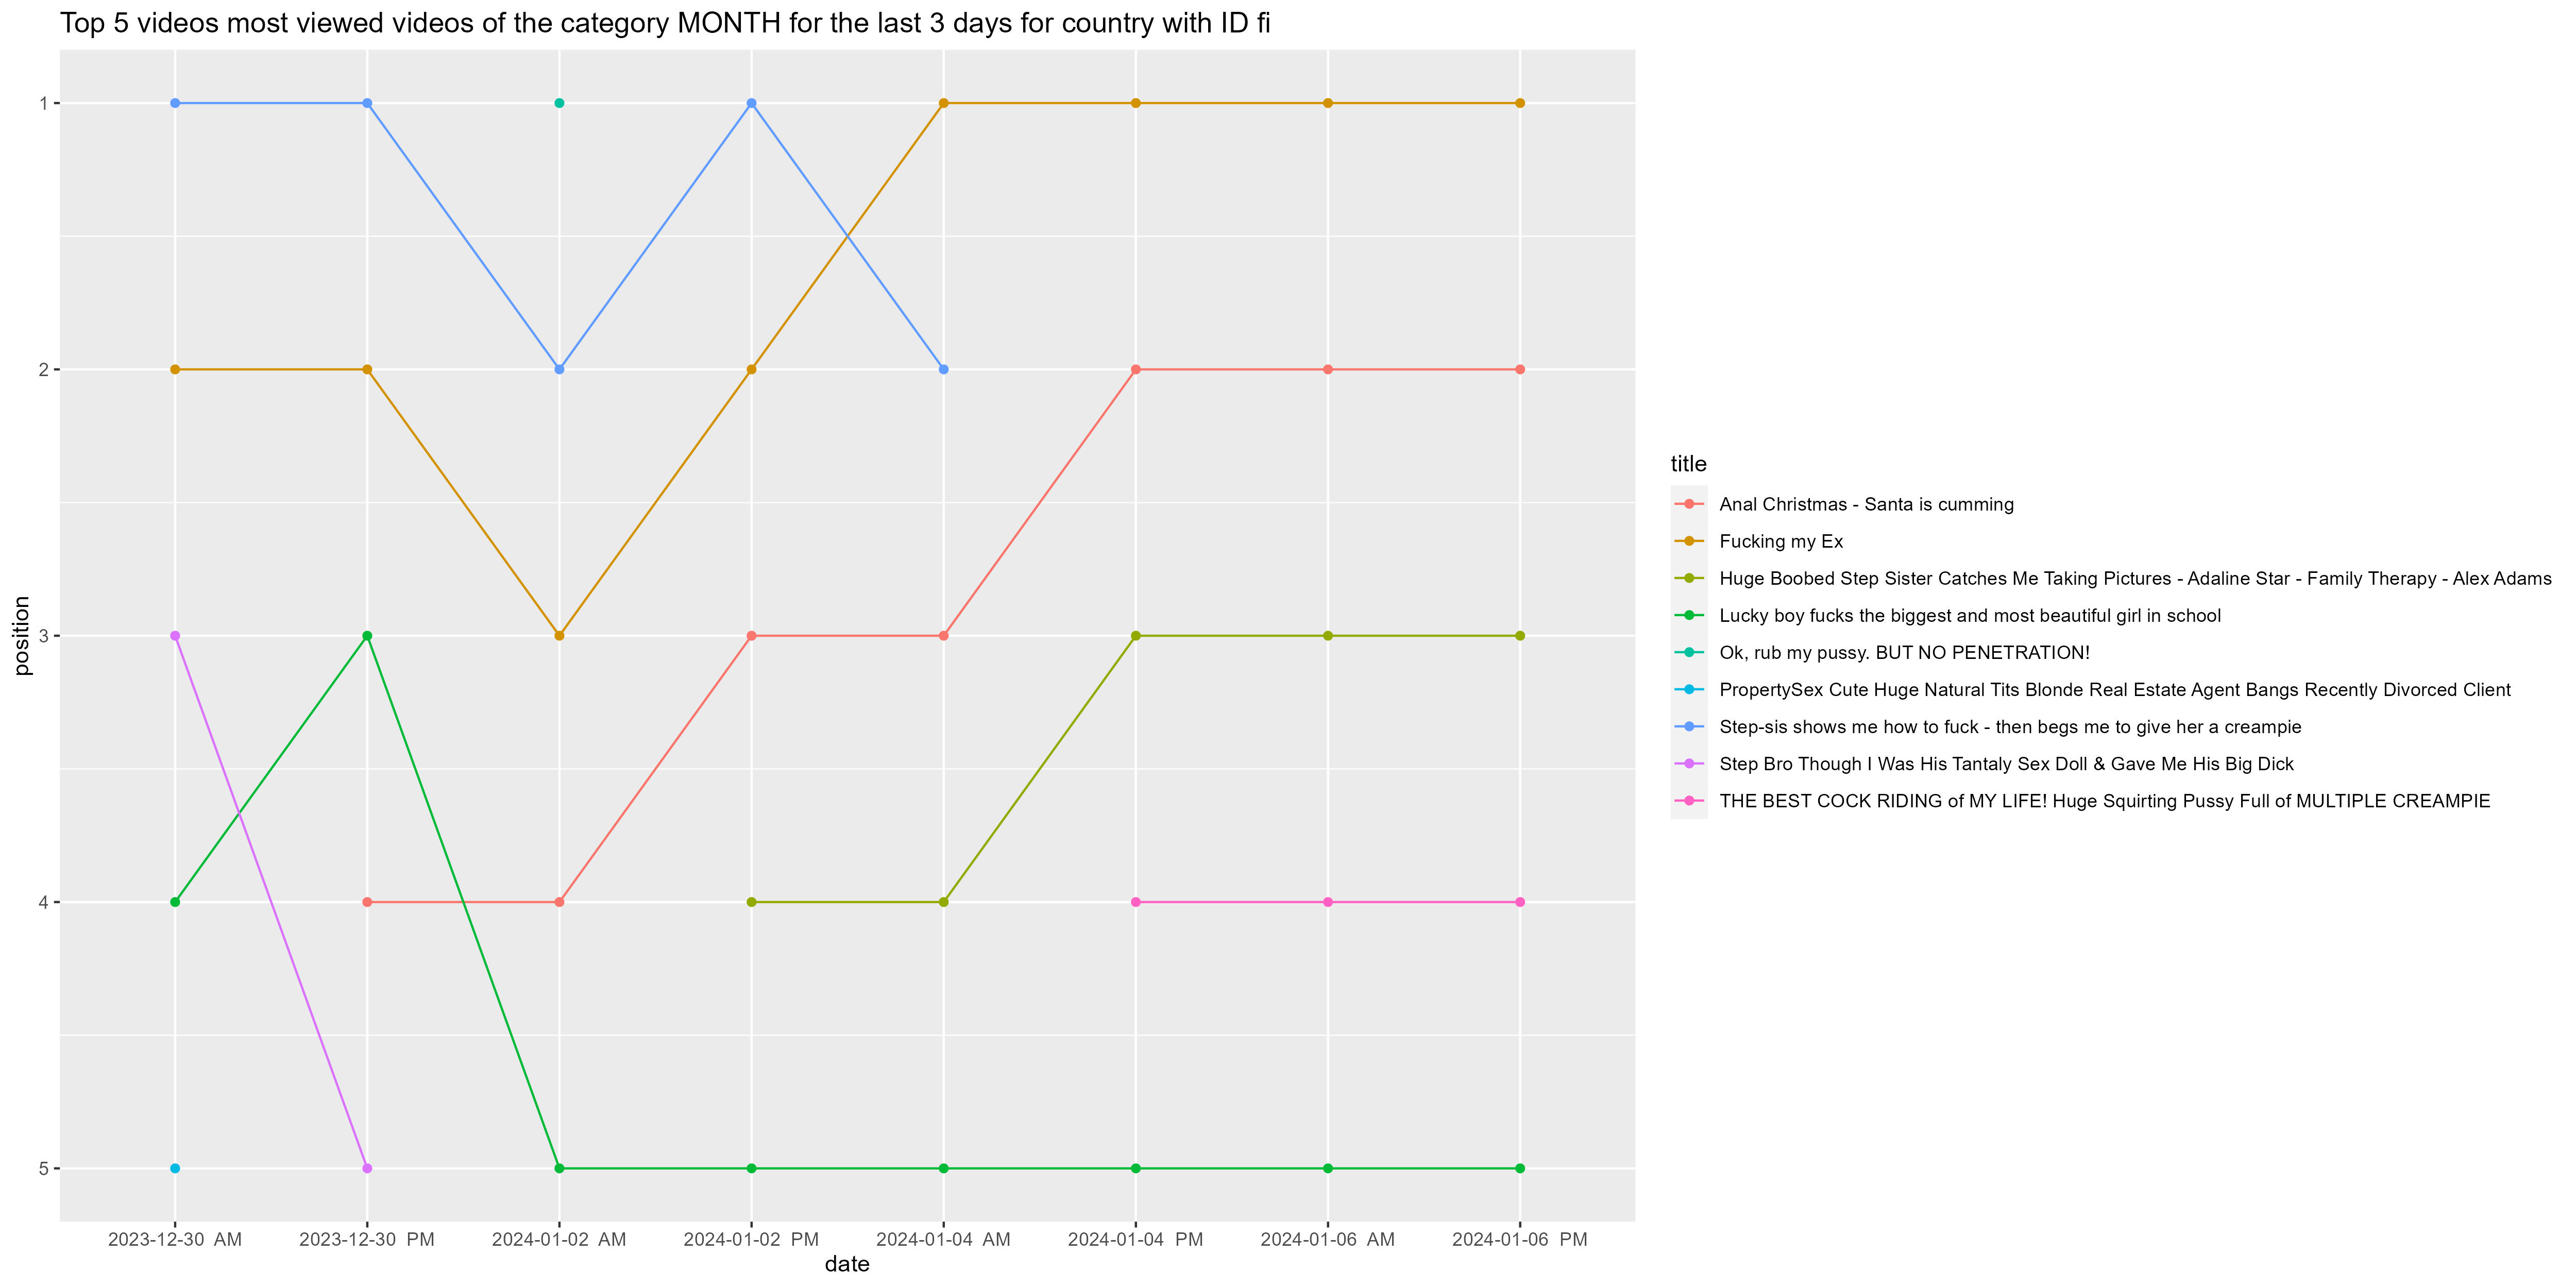 Top 5 videos most viewed videos of the category MONTH for the last 3 days for country with ID fi
position
1
2
3
4
5
2023-12-30 AM
2023-12-30 PM
2024-01-02 AM
2024-01-02 PM
2024-01-04 AM
2024-01-04 PM
2024-01-06 AM
2024-01-06 PM
date
title
Anal Christmas - Santa is cumming
Fucking my Ex
Huge Boobed Step Sister Catches Me Taking Pictures - Adaline Star - Family Therapy - Alex Adams
Lucky boy fucks the biggest and most beautiful girl in school
Ok, rub my pussy. BUT NO PENETRATION!
PropertySex Cute Huge Natural Tits Blonde Real Estate Agent Bangs Recently Divorced Client
Step-sis shows me how to fuck - then begs me to give her a creampie
Step Bro Though I Was His Tantaly Sex Doll & Gave Me His Big Dick
THE BEST COCK RIDING of MY LIFE! Huge Squirting Pussy Full of MULTIPLE CREAMPIE